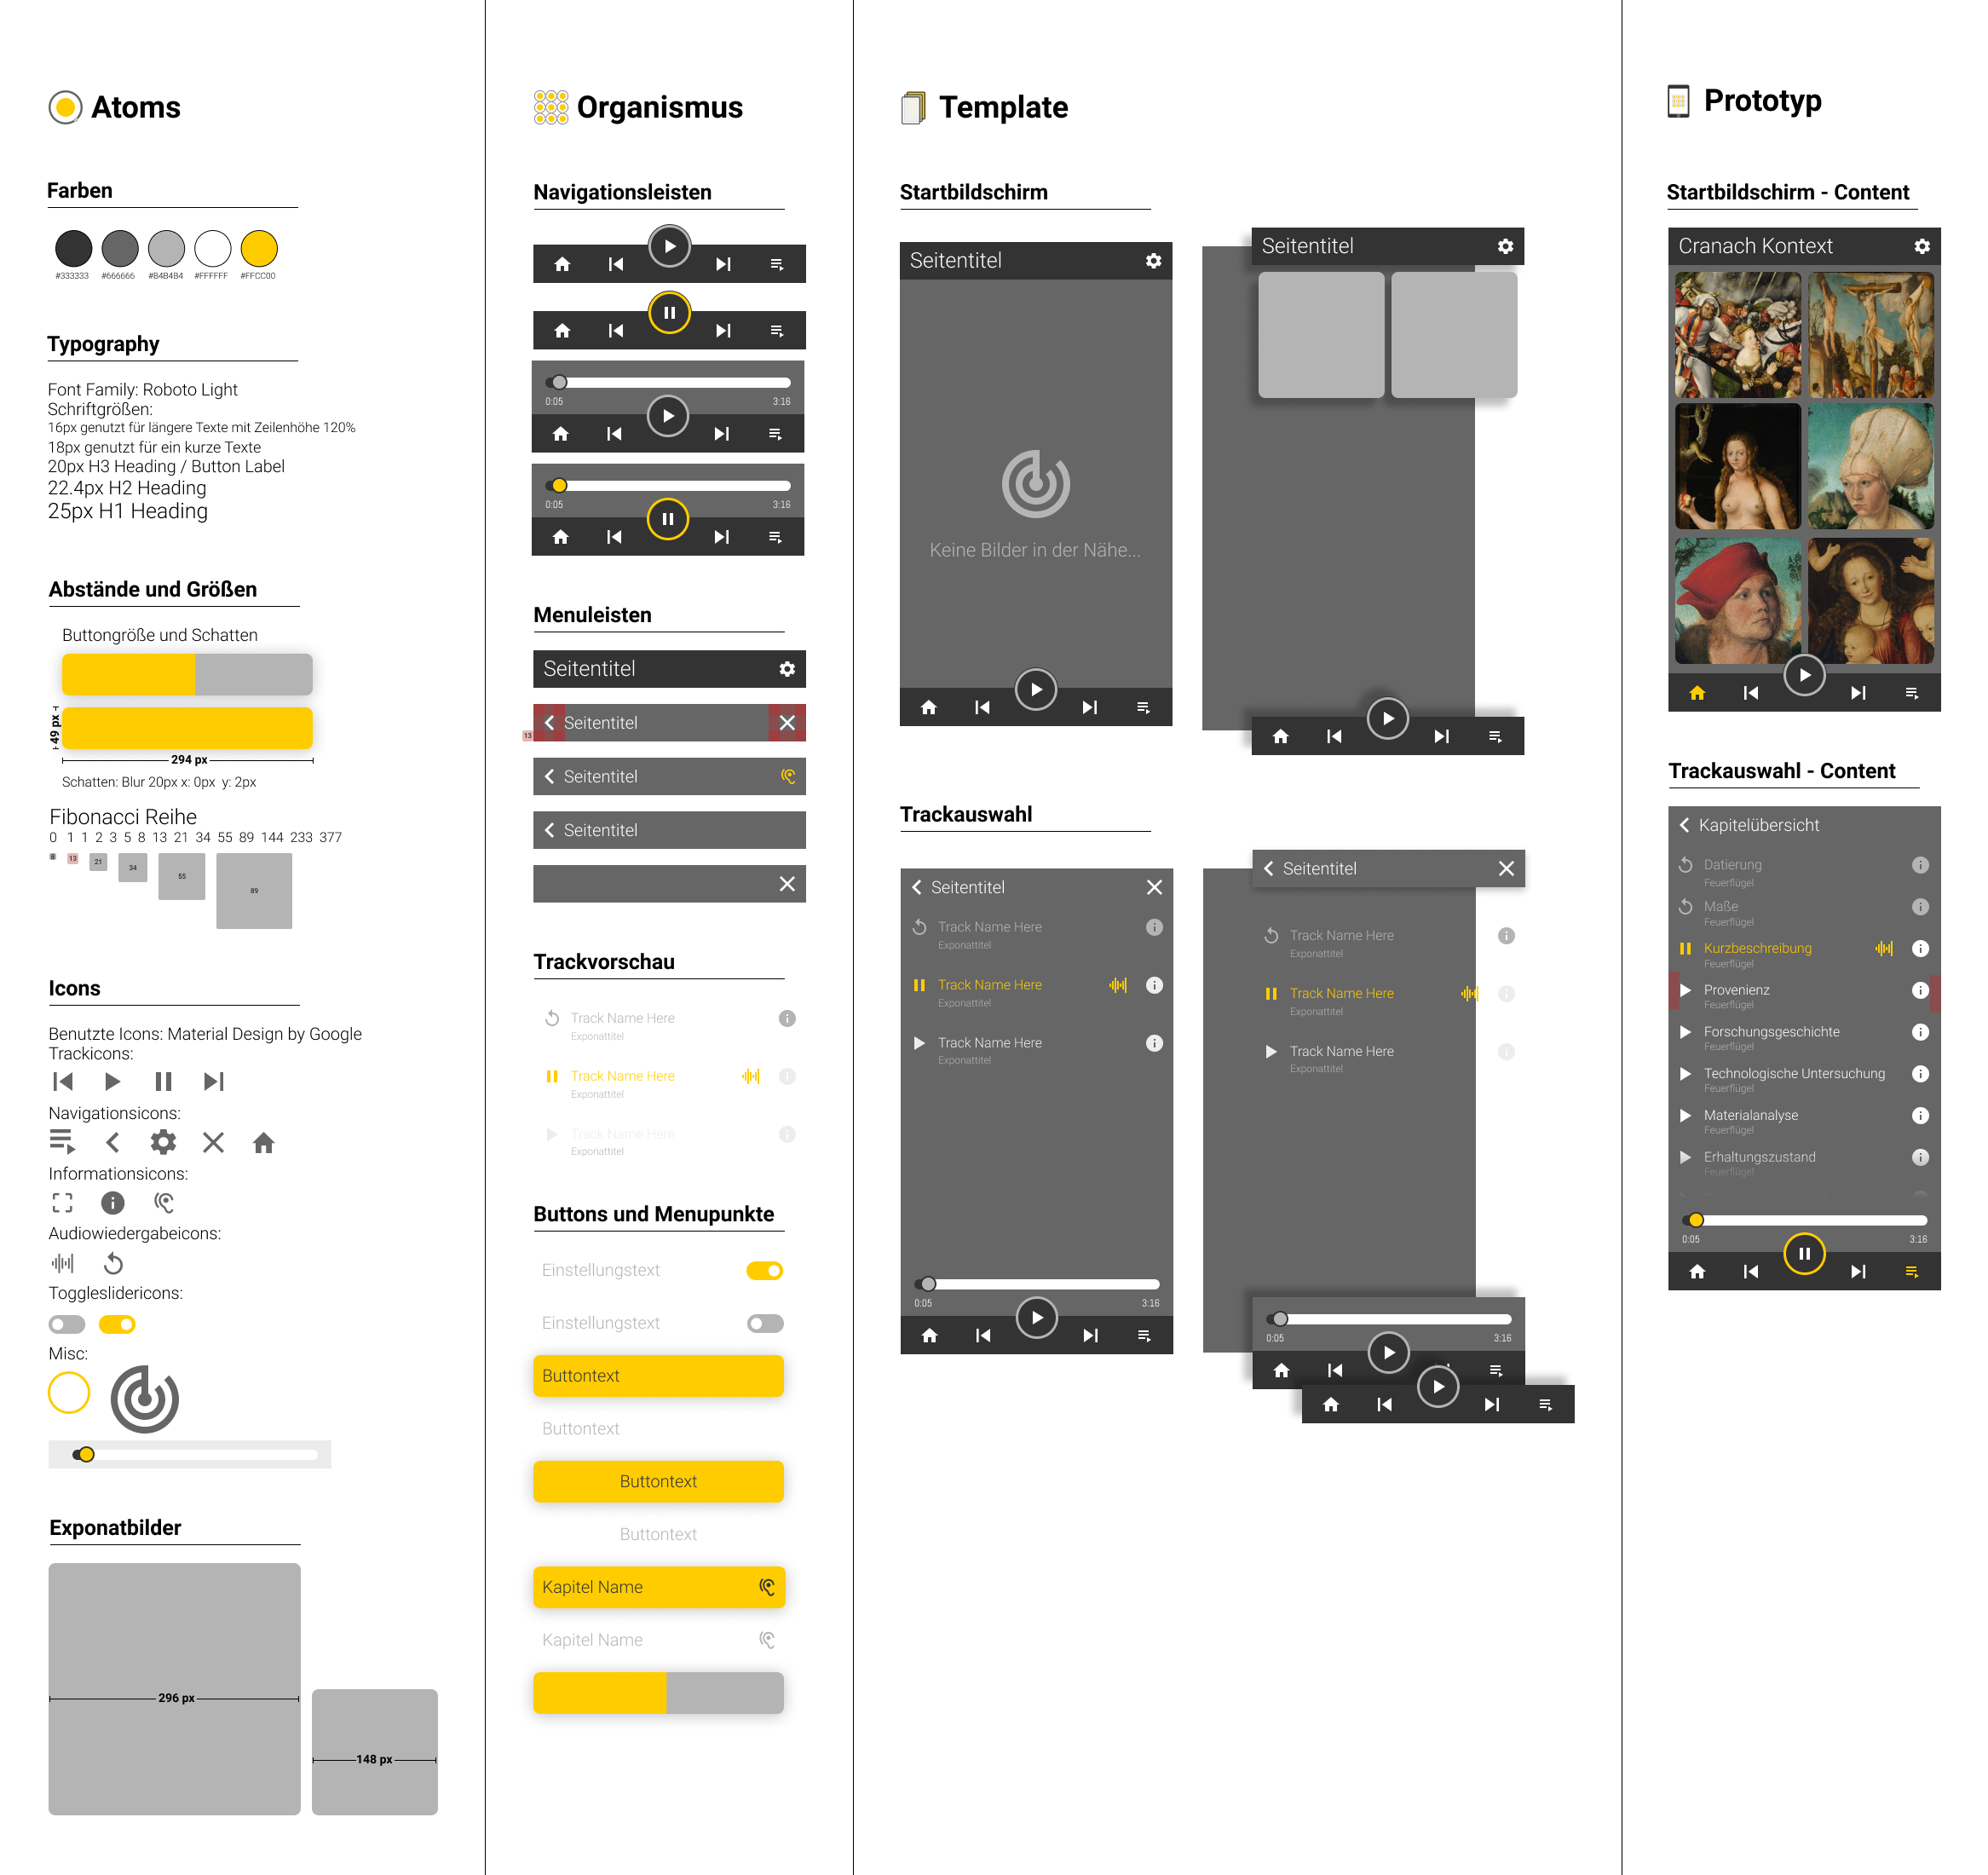 Atoms
Farben
#333333 #666666 #B4B4B4 #FFFFFF #FFCC00
Typography
Font Family: Roboto Light
Schriftgrößen:
16px genutzt für längere Texte mit Zeilenhöhe 120%
18px genutzt für ein kurze Texte
20px H3 Heading / Button Label
22.4px H2 Heading
25px H1 Heading
Abstände und Größen
Buttongröße und Schatten
49 px
294 px
Schatten: Blur 20px x: 0px y: 2px
Fibonacci Reihe
0 1 1 2 3 5 8 13 21 34 55 89 144 233 377
8 13 21 34 55 89
Icons
Benutzte Icons: Material Design by Google
Trackicons:
Navigationsicons:
Informationsicons:
Audiowiedergabeicons:
Toggleslidericons:
Misc:
Exponatbilder
296 px
148 px
Organismus
Navigationsleisten
0:05 3:16
0:05 3:16
Menuleisten
Seitentitel
Seitentitel
13
Seitentitel
Seitentitel
Trackvorschau
Track Name Here
Exponattitel
Track Name Here
Exponattitel
Track Name Here
Exponattitel
Buttons und Menupunkte
Einstellungstext
Einstellungstext
Buttontext
Buttontext
Buttontext
Buttontext
Kapitel Name
Kapitel Name
Template
Startbildschirm
Seitentitel
Keine Bilder in der Nähe...
Seitentitel
Trackauswahl
Seitentitel
Track Name Here
Exponattitel
Track Name Here
Exponattitel
Track Name Here
Exponattitel
0:05 3:16
Seitentitel
Track Name Here
Exponattitel
Track Name Here
Exponattitel
Track Name Here
Exponattitel
0:05 3:16
Prototyp
Startbildschirm - Content
Cranach Kontext
Trackauswahl - Content
Kapitelübersicht
Datierung
Feuerflügel
Maße
Feuerflügel
Kurzbeschreibung
Feuerflügel
Provenienz
Feuerflügel
Forschungsgeschichte
Feuerflügel
Technologische Untersuchung
Feuerflügel
Materialanalyse
Feuerflügel
Erhaltungszustand
Feuerflügel
0:05 3:16